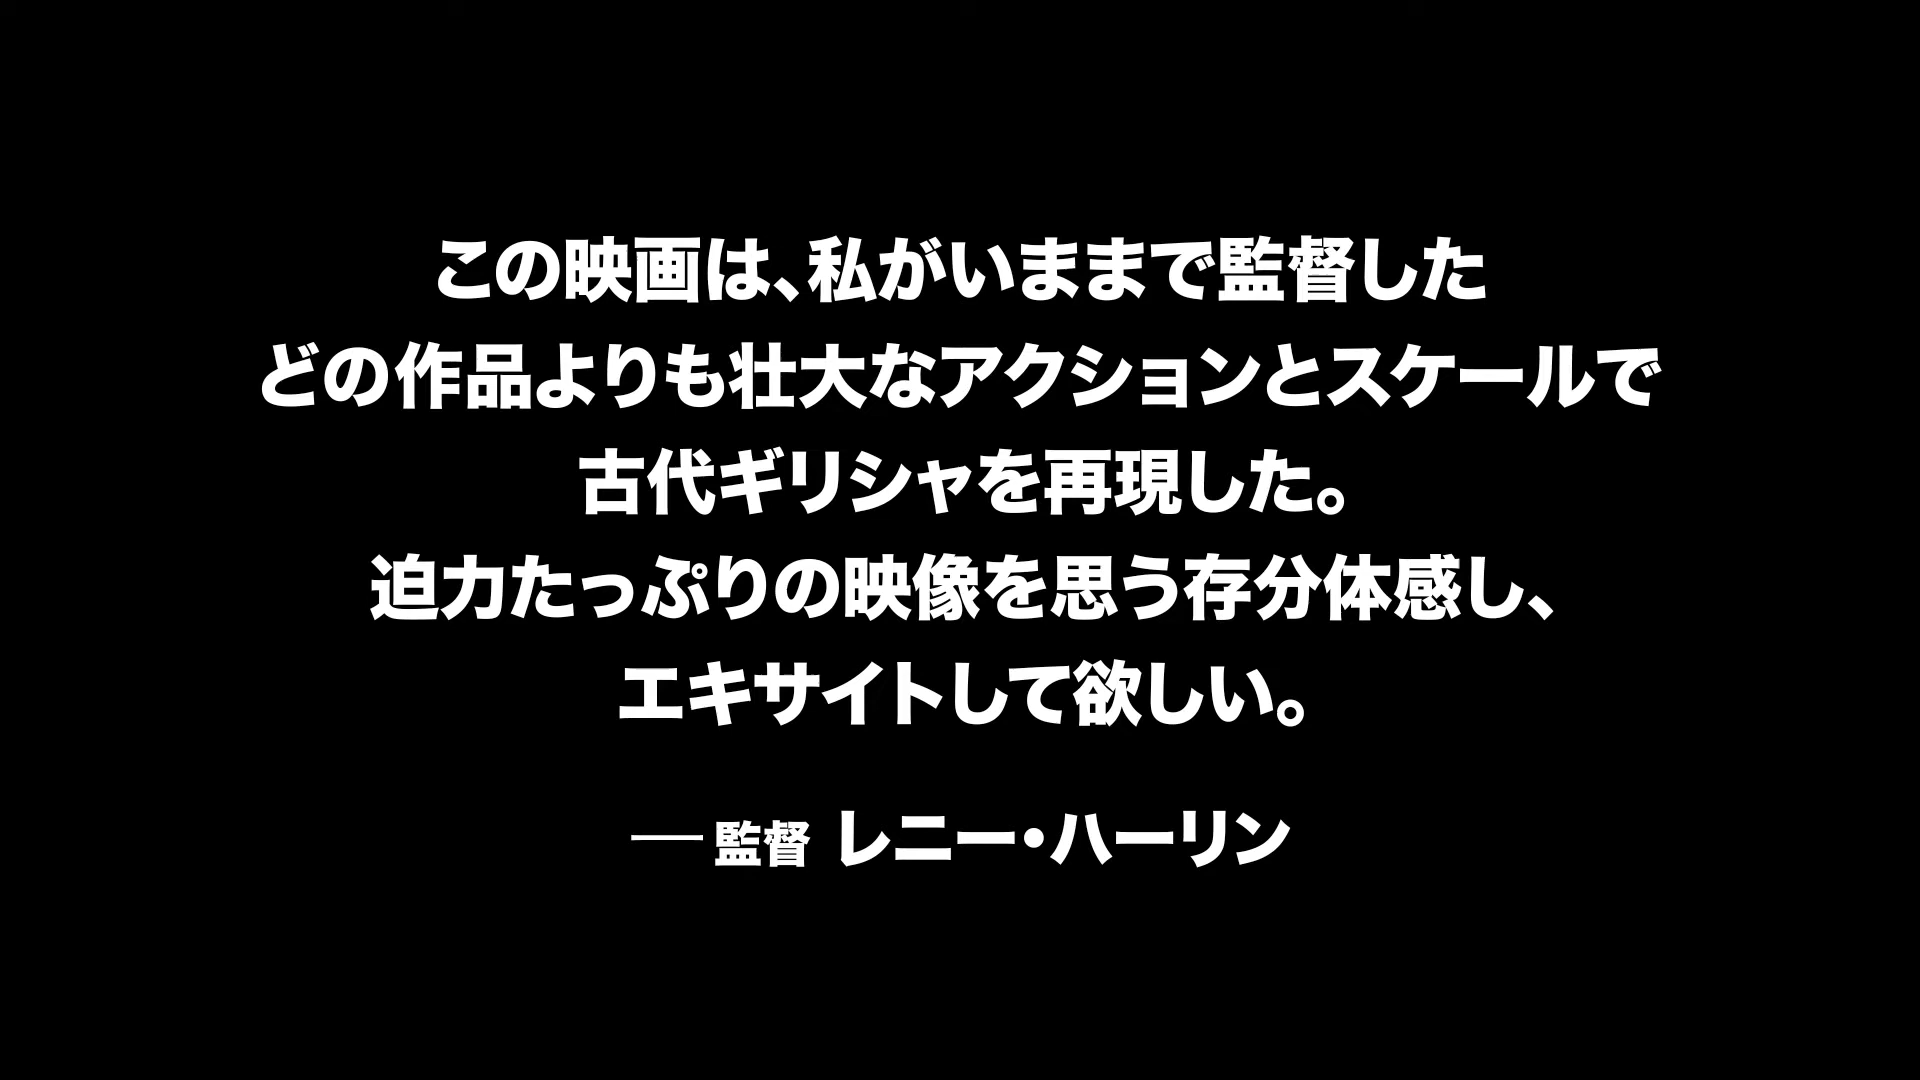 この映画は、私がいままで監督した
どの作品よりも壮大なアクションとスケールで
古代ギリシャを再現した。
迫力たっぷりの映像を思う存分体感し、
エキサイトして欲しい。
── 監督 レニー・ハーリン